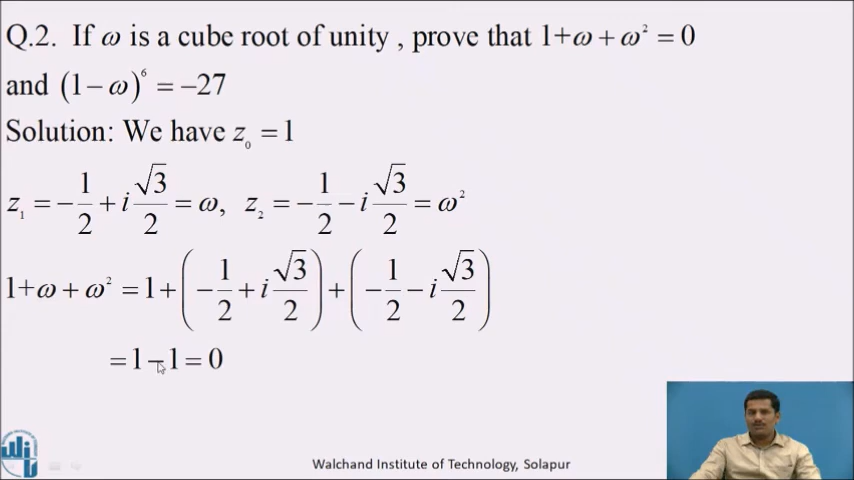 Q.2. If ω is a cube root of unity , prove that 1+ω+ω²=0
and (1−ω)⁶ = −27
Solution: We have z₀ = 1
z₁ = −1/2 + i √3/2 = ω, z₂ = −1/2 − i √3/2 = ω²
1+ω+ω² = 1+(−1/2 + i √3/2)+(−1/2 − i √3/2)
=1−1=0
Walchand Institute of Technology, Solapur